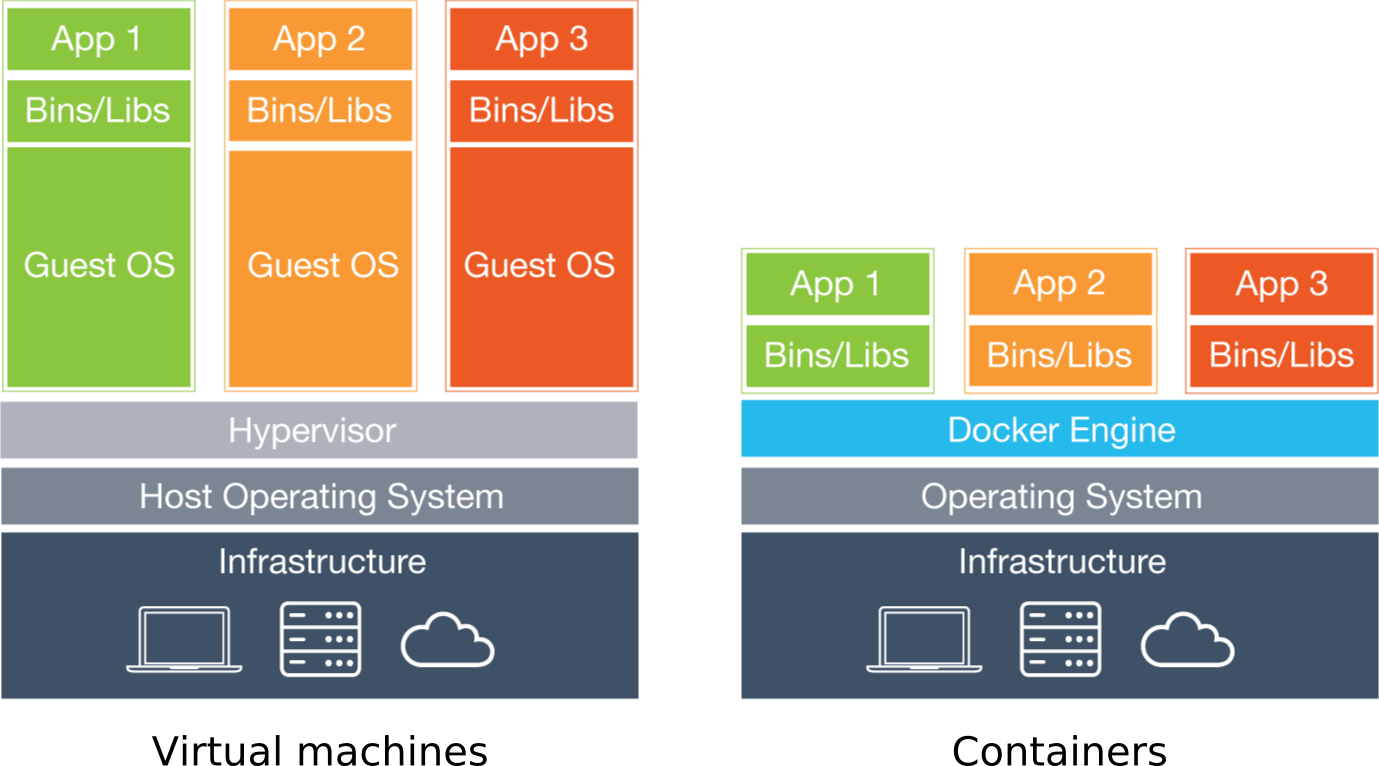 App 1
App 2
App 3
Bins/Libs
Bins/Libs
Bins/Libs
Guest OS
Guest OS
Guest OS
Hypervisor
Host Operating System
Infrastructure
Virtual machines
App 1
App 2
App 3
Bins/Libs
Bins/Libs
Bins/Libs
Docker Engine
Operating System
Infrastructure
Containers